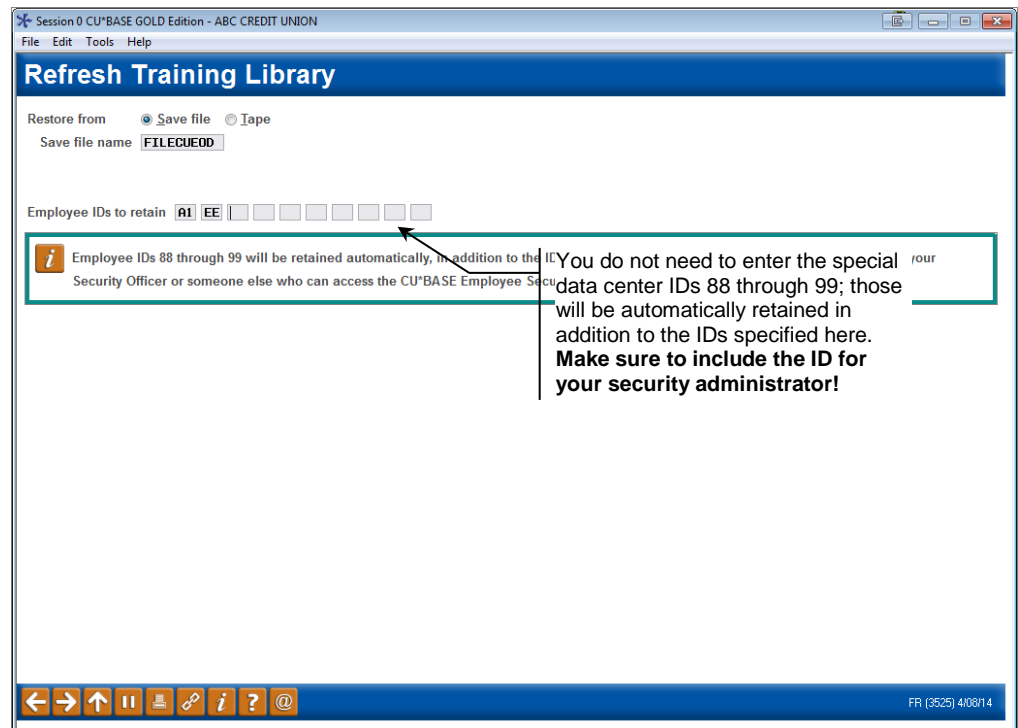 Session 0 CU*BASE GOLD Edition - ABC CREDIT UNION
File Edit Tools Help
Refresh Training Library
Restore from Save file Tape
Save file name FILECUEOD
Employee IDs to retain A1 EE
Employee IDs 88 through 99 will be retained automatically, in addition to the
Security Officer or someone else who can access the CU*BASE Employee
You do not need to enter the special
data center IDs 88 through 99; those
will be automatically retained in
addition to the IDs specified here.
Make sure to include the ID for
your security administrator!
FR (3525) 4/08/14